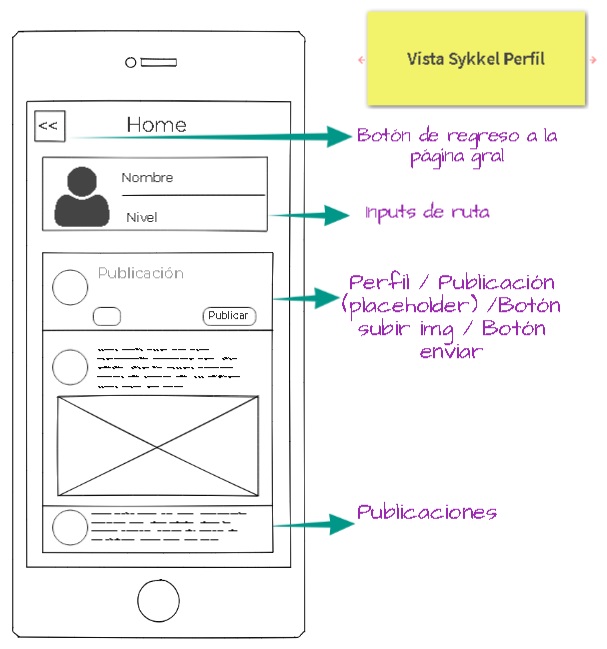 Vista Sykkel Perfil
<<
Home
Botón de regreso a la
página gral
Nombre
Nivel
Inputs de ruta
Publicación
Publicar
Perfil / Publicación
(placeholder) /Botón
subir img / Botón
enviar
Publicaciones